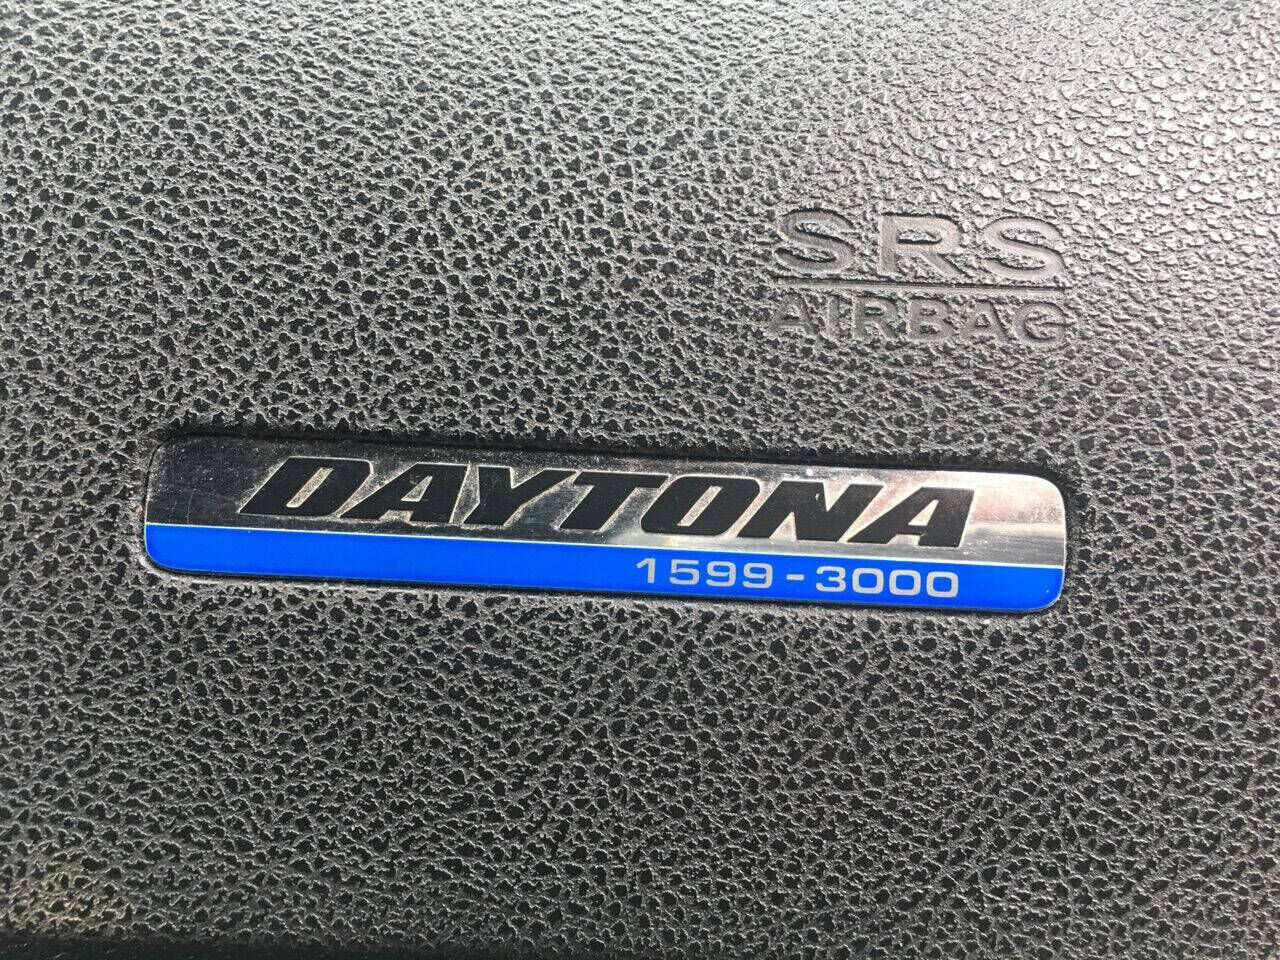 SRS
AIRBAG
DAYTONA
1599-3000